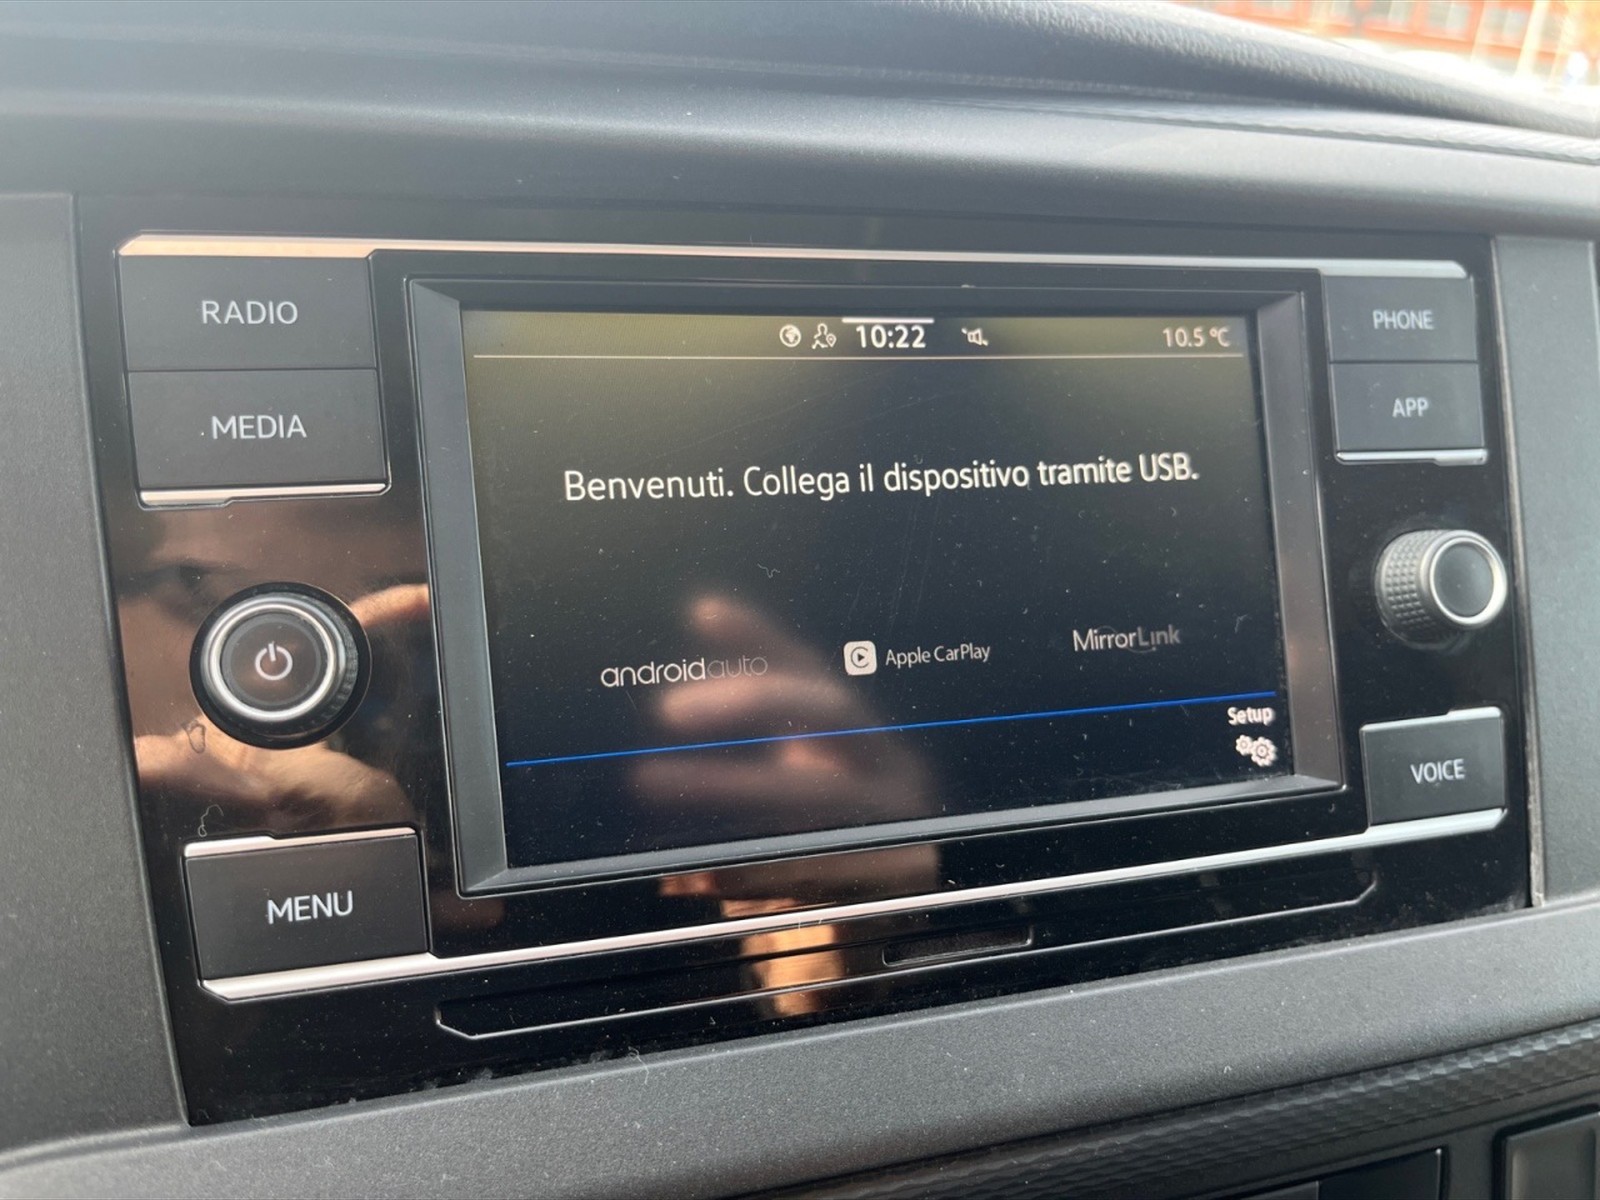 RADIO
MEDIA
10:22
10.5 °C
PHONE
APP
Benvenuti. Collega il dispositivo tramite USB.
androidauto
Apple CarPlay
MirrorLink
Setup
MENU
VOICE